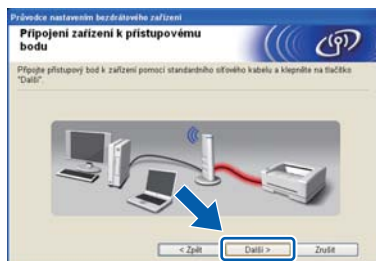 Průvodce nastavením bezdrátového zařízení
Připojení zařízení k přístupovému
bodu
Připojte přístupový bod k zařízení pomocí standardního síťového kabelu a klepněte na tlačítko
"Další".
< Zpět
Další >
Zrušit